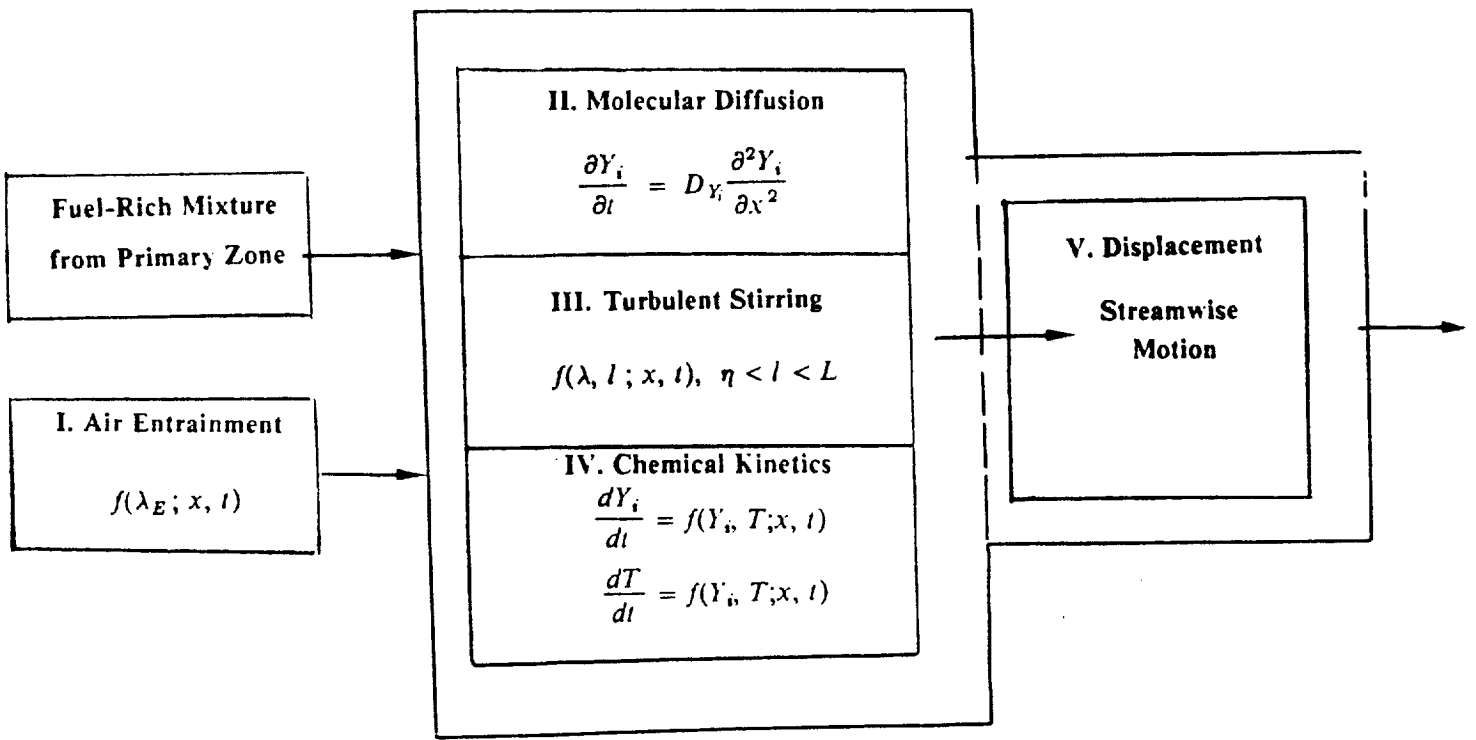 Fuel-Rich Mixture
from Primary Zone
I. Air Entrainment
f(λ_E ; x, t)
II. Molecular Diffusion
∂Y_i/∂t = D_{Y_i} ∂²Y_i/∂x²
III. Turbulent Stirring
f(λ, l ; x, t), η < l < L
IV. Chemical Kinetics
dY_i/dt = f(Y_i, T;x, t)
dT/dt = f(Y_i, T;x, t)
V. Displacement
Streamwise
Motion